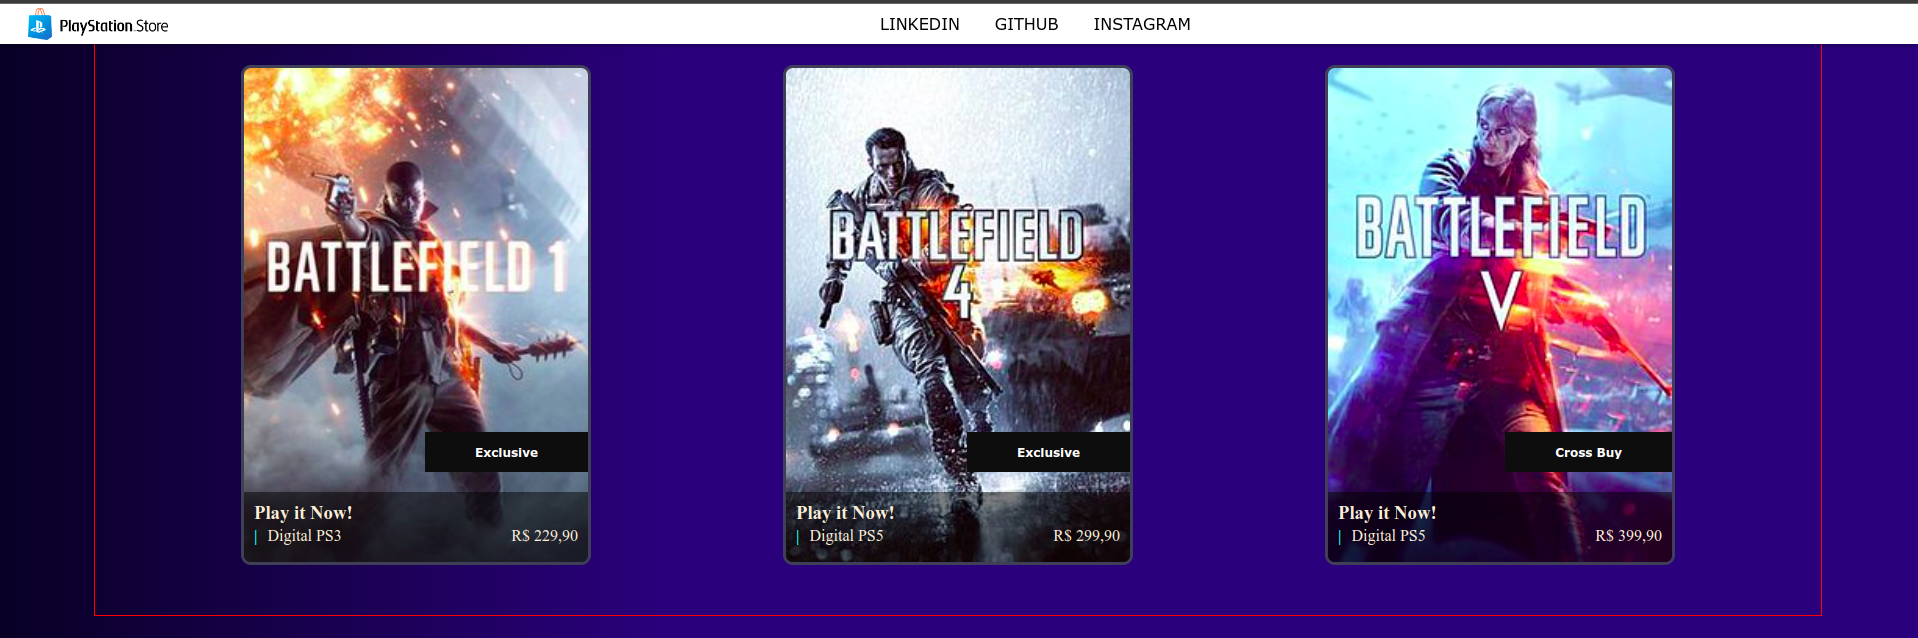 PlayStation Store
LINKEDIN GITHUB INSTAGRAM
BATTLEFIELD 1
Exclusive
Play it Now!
| Digital PS3 R$ 229,90
BATTLEFIELD
4
Exclusive
Play it Now!
| Digital PS5 R$ 299,90
BATTLEFIELD
V
Cross Buy
Play it Now!
| Digital PS5 R$ 399,90